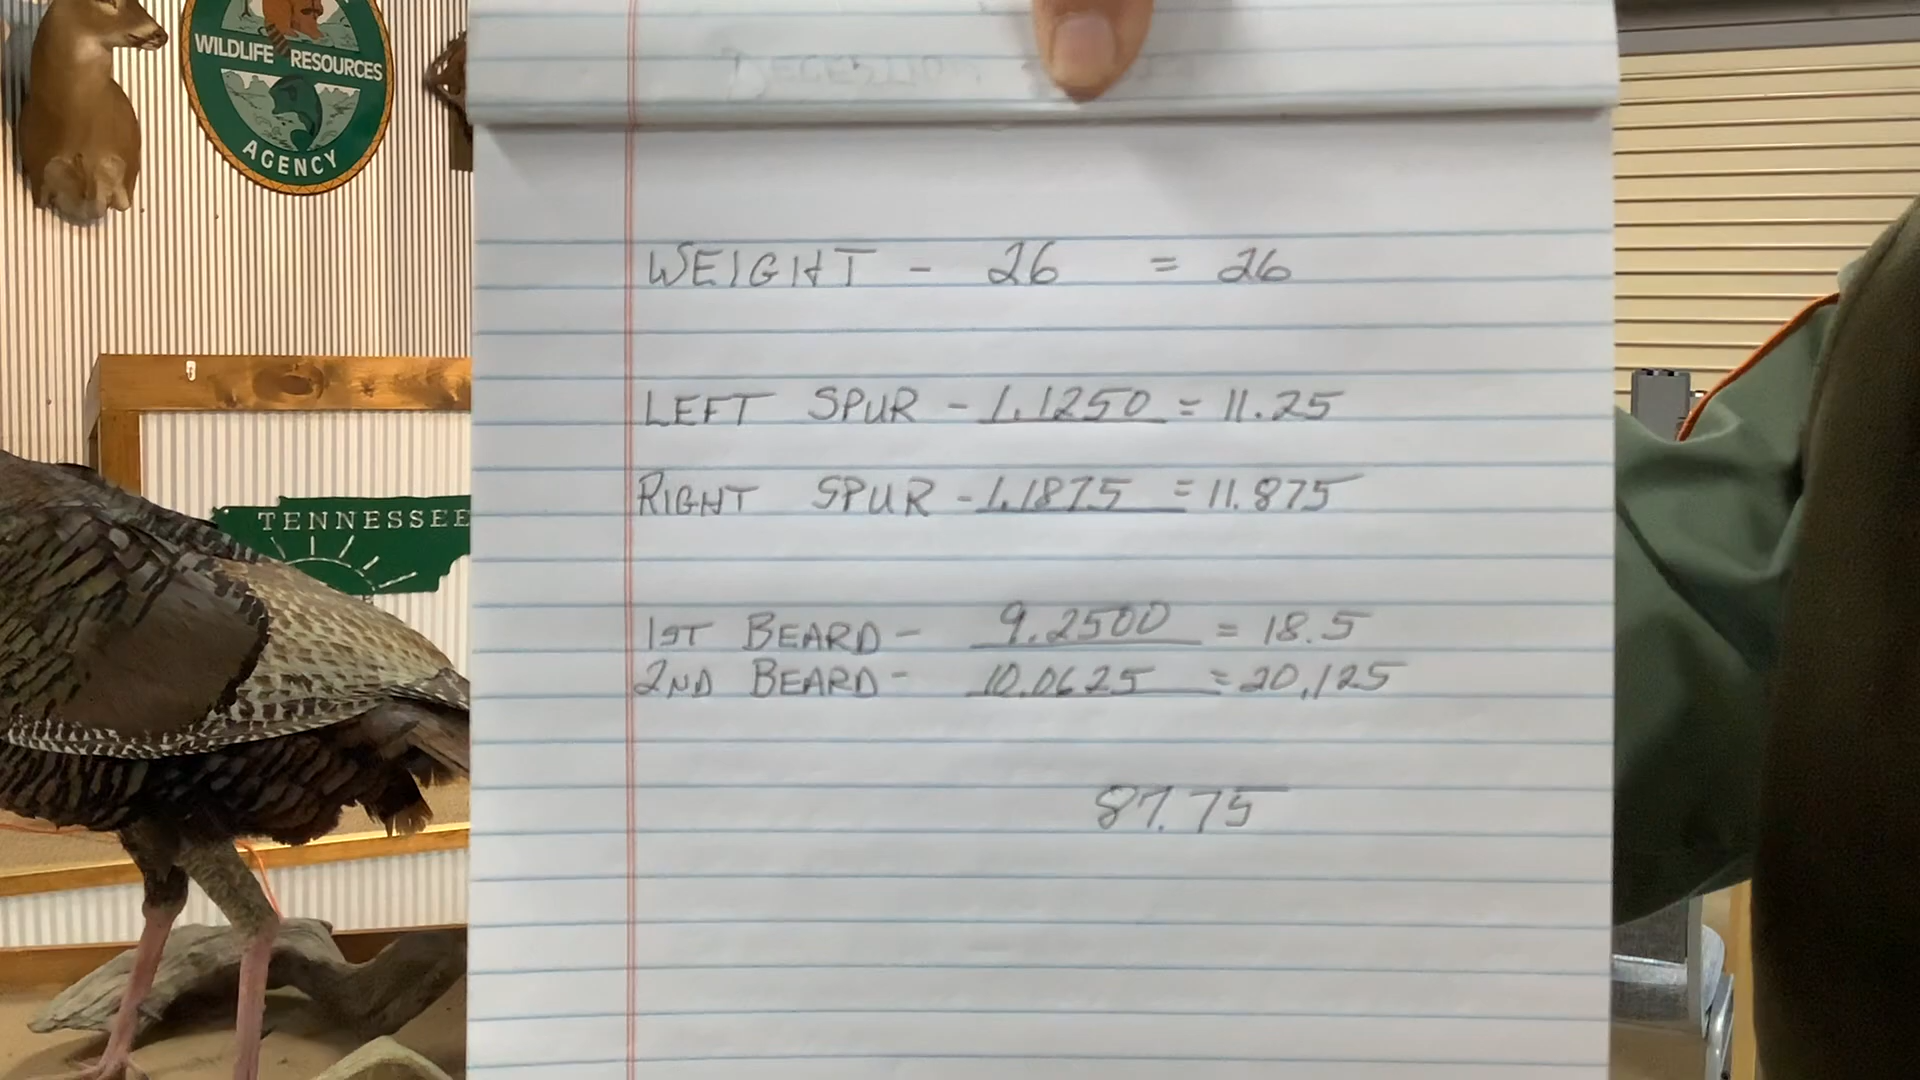 WILDLIFE RESOURCES
AGENCY
TENNESSEE
WEIGHT - 26 = 26
LEFT SPUR - 1.1250 = 11.25
RIGHT SPUR - 1.1875 = 11.875
1ST BEARD - 9.2500 = 18.5
2ND BEARD - 10.0625 = 20.125
87.75